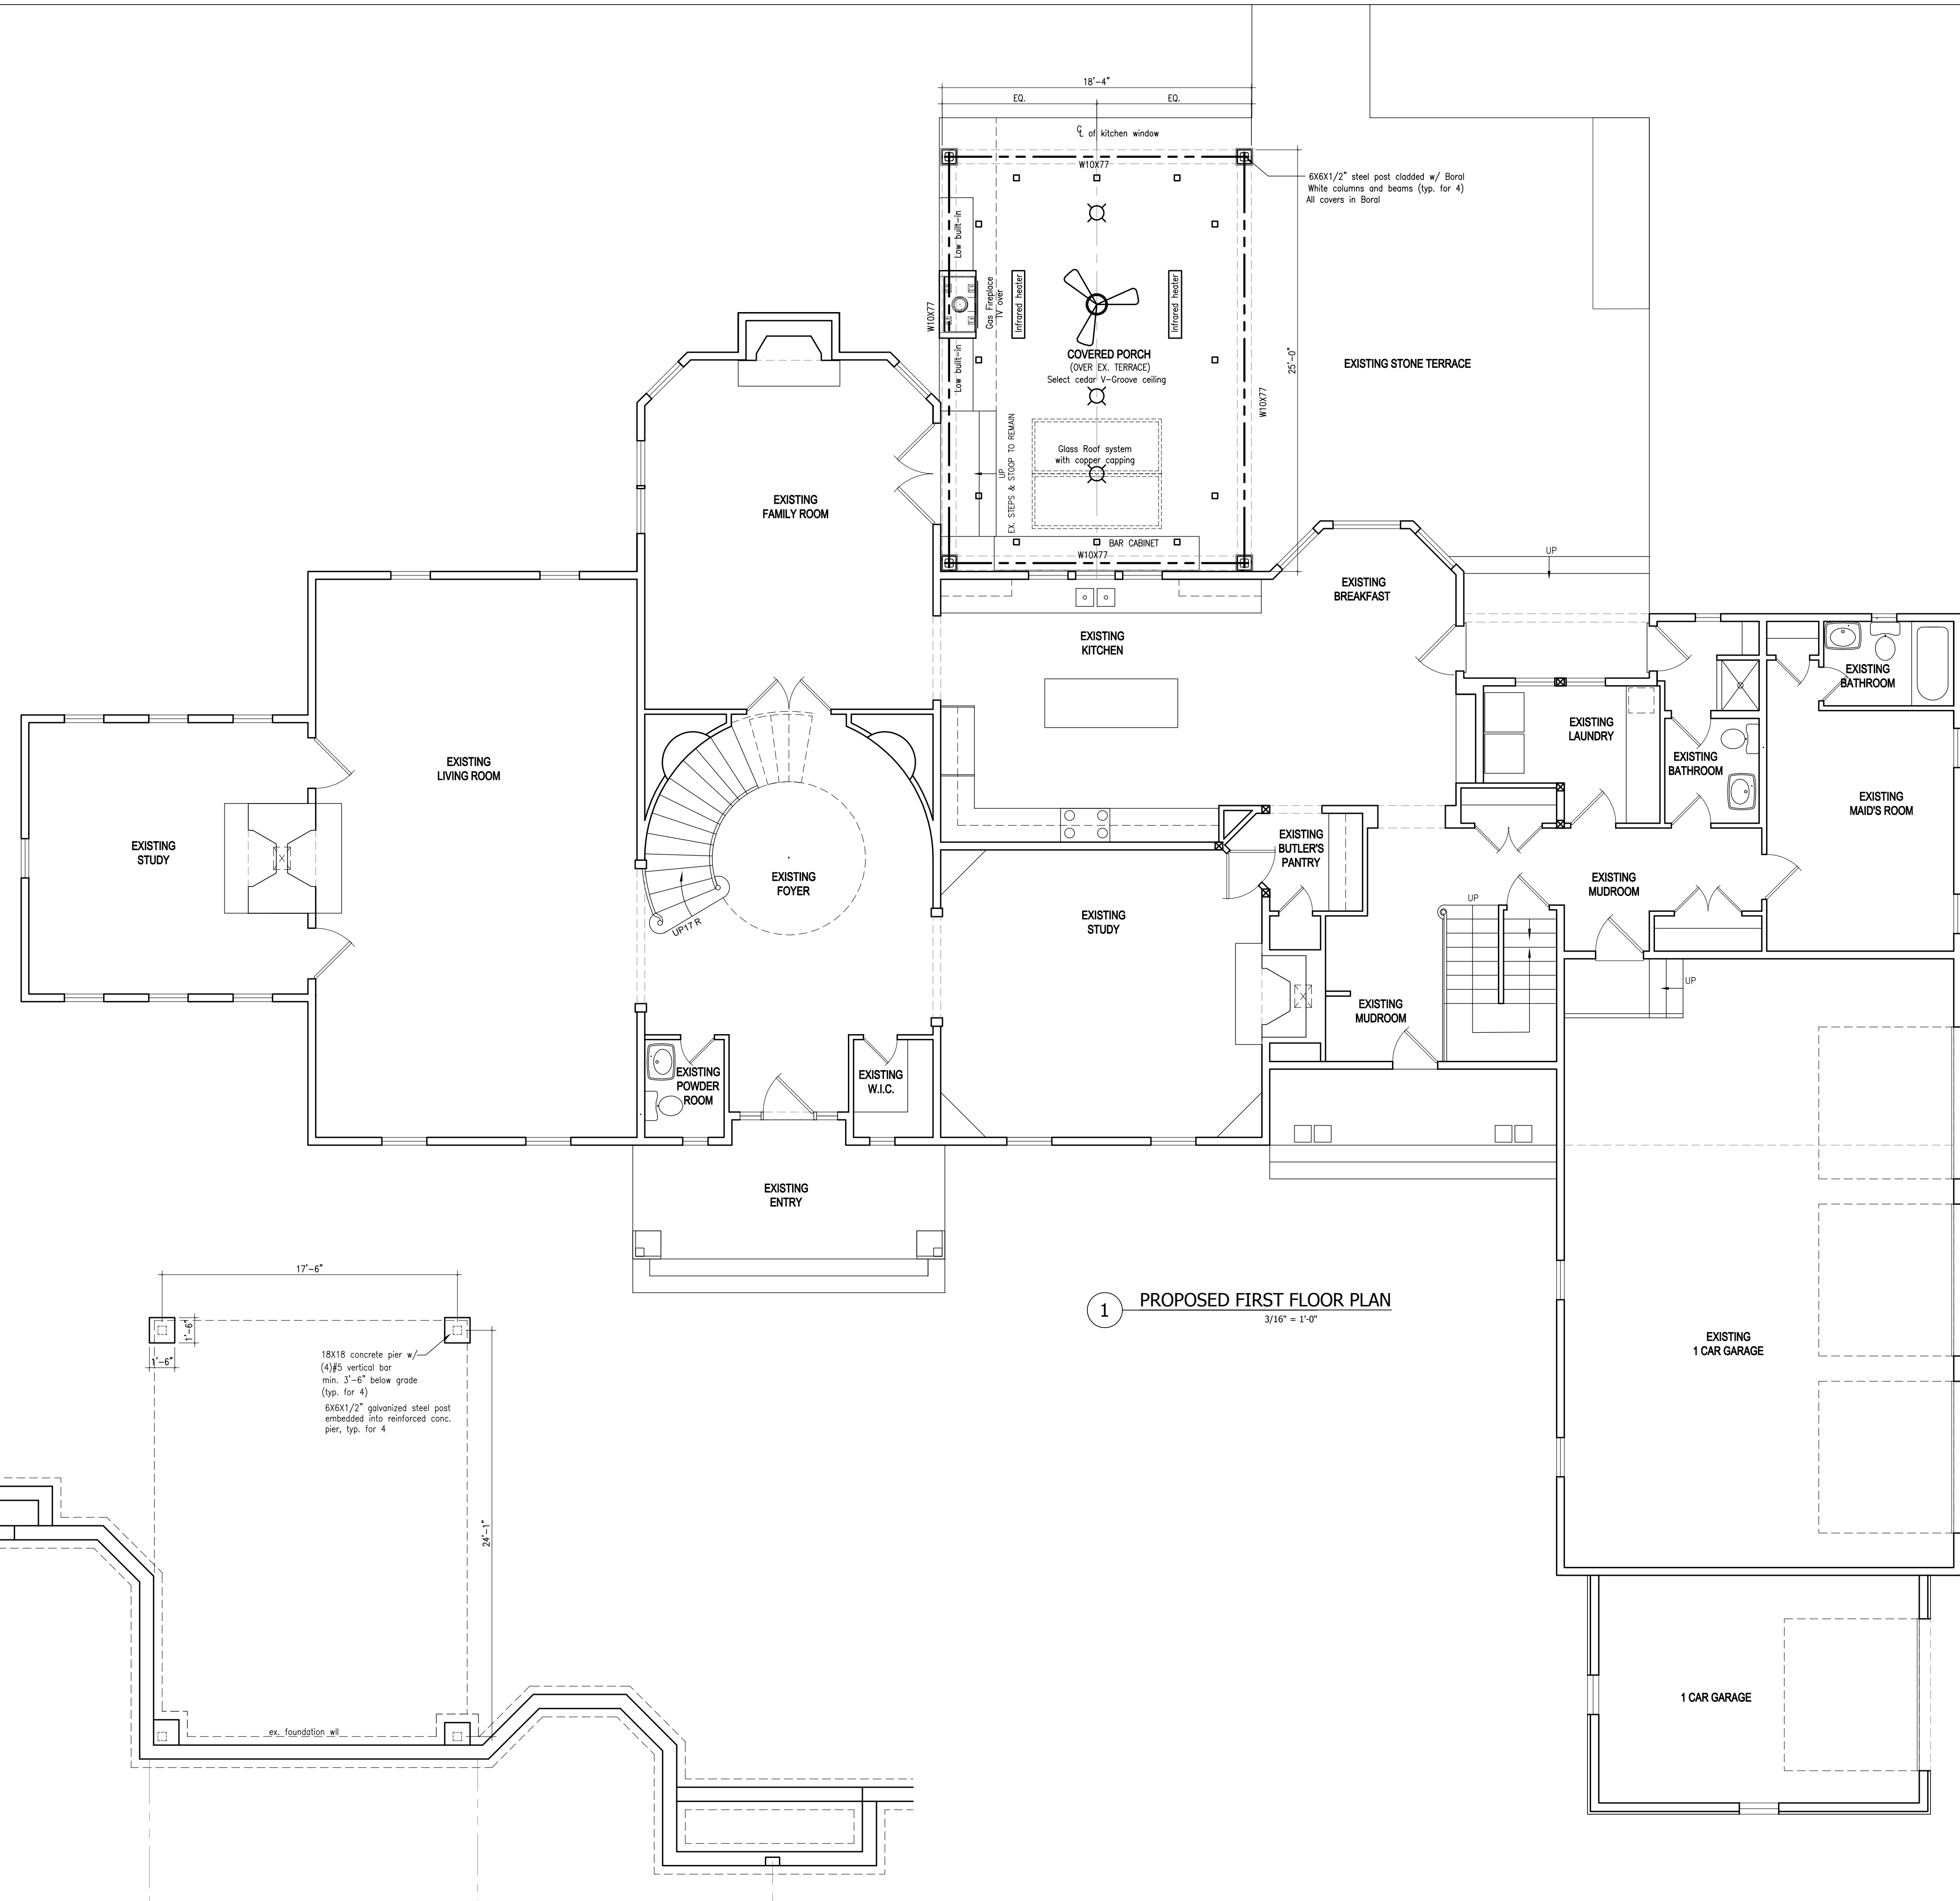 18'-4"
EQ.
EQ.
℄ of kitchen window
W10X77
6X6X1/2" steel post cladded w/ Boral
White columns and beams (typ. for 4)
All covers in Boral
Low built-in
W10X77
Gas Fireplace
TV over
Infrared heater
Infrared heater
Low built-in
COVERED PORCH
(OVER EX. TERRACE)
Select cedar V-Groove ceiling
25'-0"
W10X77
EXISTING STONE TERRACE
UP
EX. STEPS & STOOP TO REMAIN
Glass Roof system
with copper capping
BAR CABINET
W10X77
EXISTING
FAMILY ROOM
EXISTING
BREAKFAST
UP
EXISTING
KITCHEN
EXISTING
BATHROOM
EXISTING
LAUNDRY
EXISTING
BATHROOM
EXISTING
LIVING ROOM
EXISTING
MAID'S ROOM
EXISTING
STUDY
EXISTING
BUTLER'S
PANTRY
EXISTING
FOYER
UP17 R
EXISTING
MUDROOM
EXISTING
STUDY
UP
UP
EXISTING
MUDROOM
EXISTING
POWDER
ROOM
EXISTING
W.I.C.
EXISTING
ENTRY
1
PROPOSED FIRST FLOOR PLAN
3/16" = 1'-0"
EXISTING
1 CAR GARAGE
1 CAR GARAGE
17'-6"
1'-6"
1'-6"
18X18 concrete pier w/
(4)#5 vertical bar
min. 3'-6" below grade
(typ. for 4)
6X6X1/2" galvanized steel post
embedded into reinforced conc.
pier, typ. for 4
24'-1"
ex. foundation wll